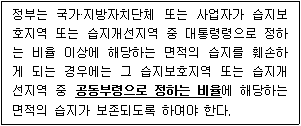 정부는 국가·지방자치단체 또는 사업자가 습지보
호지역 또는 습지개선지역 중 대통령령으로 정하
는 비율 이상에 해당하는 면적의 습지를 훼손하
게 되는 경우에는 그 습지보호지역 또는 습지개
선지역 중 공동부령으로 정하는 비율에 해당하는
면적의 습지가 보존되도록 하여야 한다.